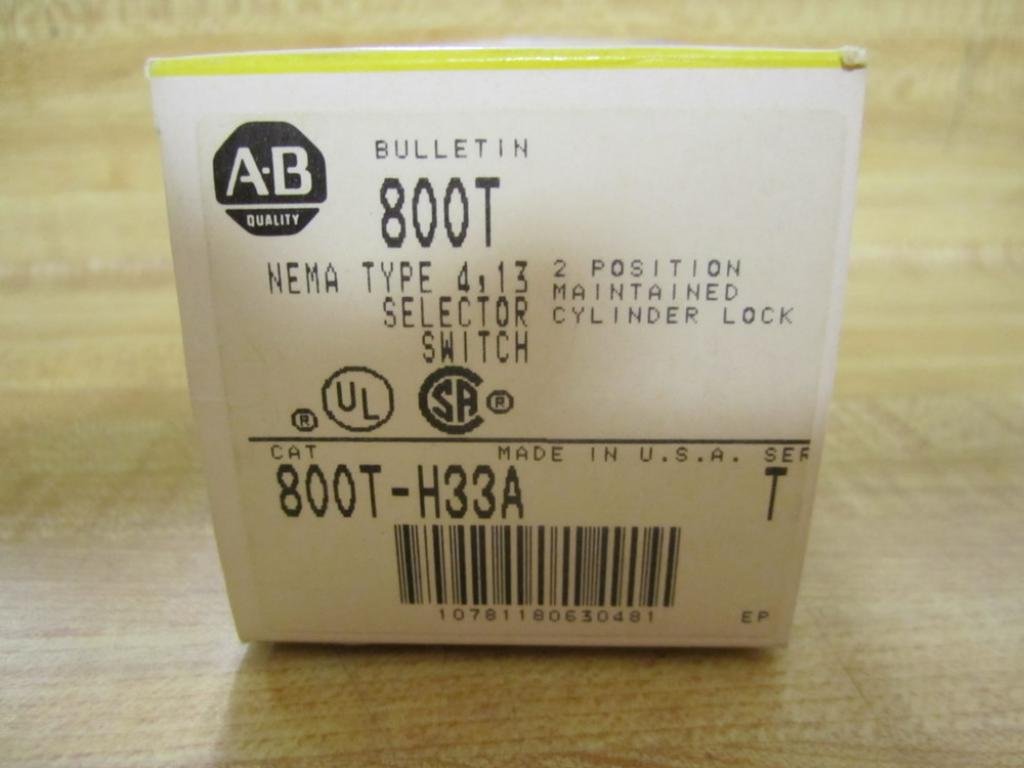 A-B
QUALITY
BULLETIN
800T
NEMA TYPE 4,13
SELECTOR
SWITCH
2 POSITION
MAINTAINED
CYLINDER LOCK
® UL SA ®
CAT
MADE IN U.S.A. SER
800T-H33A
T
10781180630481
EP